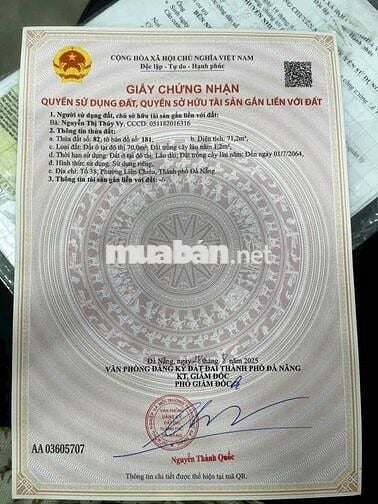 CỘNG HÒA XÃ HỘI CHỦ NGHĨA VIỆT NAM
Độc lập - Tự do - Hạnh phúc
GIẤY CHỨNG NHẬN
QUYỀN SỬ DỤNG ĐẤT, QUYỀN SỞ HỮU TÀI SẢN GẮN LIỀN VỚI ĐẤT
1. Người sử dụng đất, chủ sở hữu tài sản gắn liền với đất:
Bà: Nguyễn Thị Thúy Vy, CCCD: 051182016316
2. Thông tin thửa đất:
a. Thửa đất số: 82, tờ bản đồ số: 181, b. Diện tích: 71,2m²,
c. Loại đất: Đất ở tại đô thị 70,0m²; Đất trồng cây lâu năm 1,2m²,
d. Thời hạn sử dụng: Đất ở tại đô thị: Lâu dài; Đất trồng cây lâu năm: Đến ngày 01/7/2064,
đ. Hình thức sử dụng: Sử dụng riêng,
e. Địa chỉ: Tổ 38, Phường Liên Chiểu, Thành phố Đà Nẵng.
3. Thông tin tài sản gắn liền với đất: -/-
muaban.net
Đà Nẵng, ngày tháng năm 2025
VĂN PHÒNG ĐĂNG KÝ ĐẤT ĐAI THÀNH PHỐ ĐÀ NẴNG
KT. GIÁM ĐỐC
PHÓ GIÁM ĐỐC
VĂN PHÒNG
ĐĂNG KÝ
ĐẤT ĐAI
Nguyễn Thành Quốc
AA 03605707
Thông tin chi tiết được thể hiện tại mã QR.